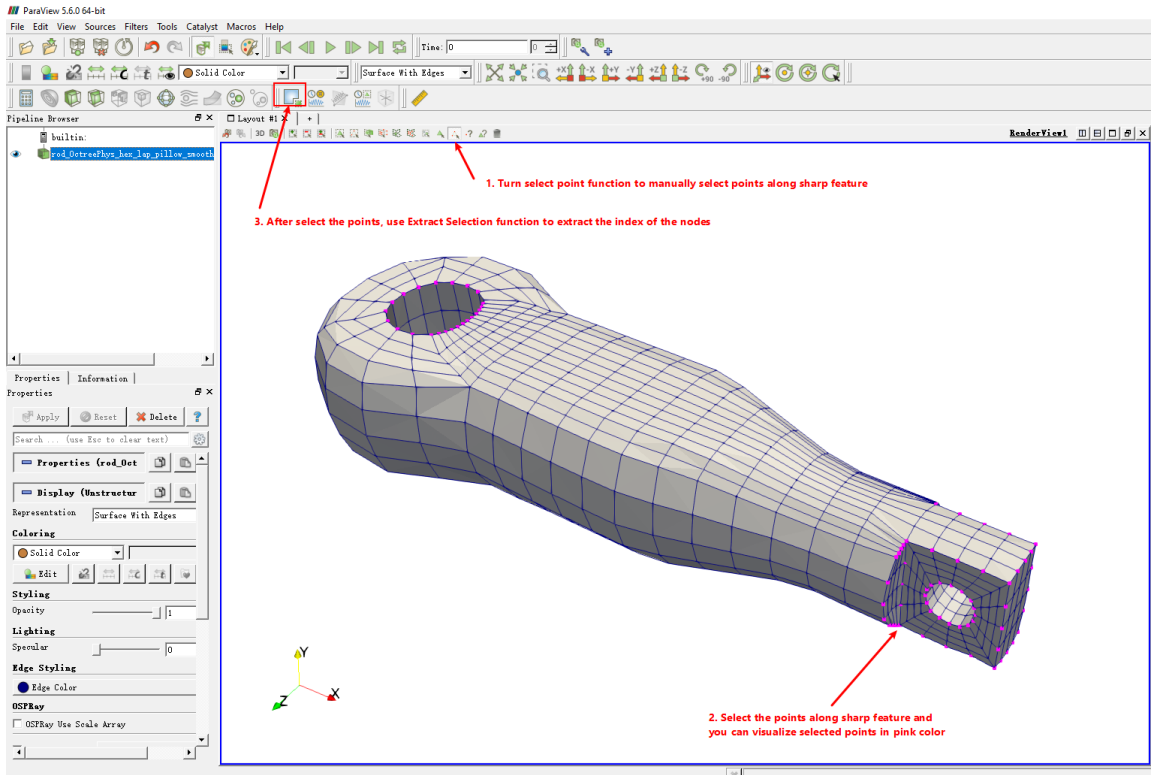 ParaView 5.6.0 64-bit
File Edit View Sources Filters Tools Catalyst Macros Help
Time: 0 0
Solid Color Surface With Edges +X -X +Y -Y +Z -Z +90 -90
Pipeline Browser Layout #1 +
3D RenderView1
builtin:
rod_OctreePhys_hex_lap_pillow_smooth
1. Turn select point function to manually select points along sharp feature
3. After select the points, use Extract Selection function to extract the index of the nodes
Properties Information
Properties
Apply Reset Delete ?
Search ... (use Esc to clear text)
Properties (rod_Oct
Display (Unstructur
Representation Surface With Edges
Coloring
Solid Color
Edit
Styling
Opacity 1
Lighting
Specular 0
Edge Styling
Edge Color
OSPRay
OSPRay Use Scale Array
Y
X
Z
2. Select the points along sharp feature and
you can visualize selected points in pink color